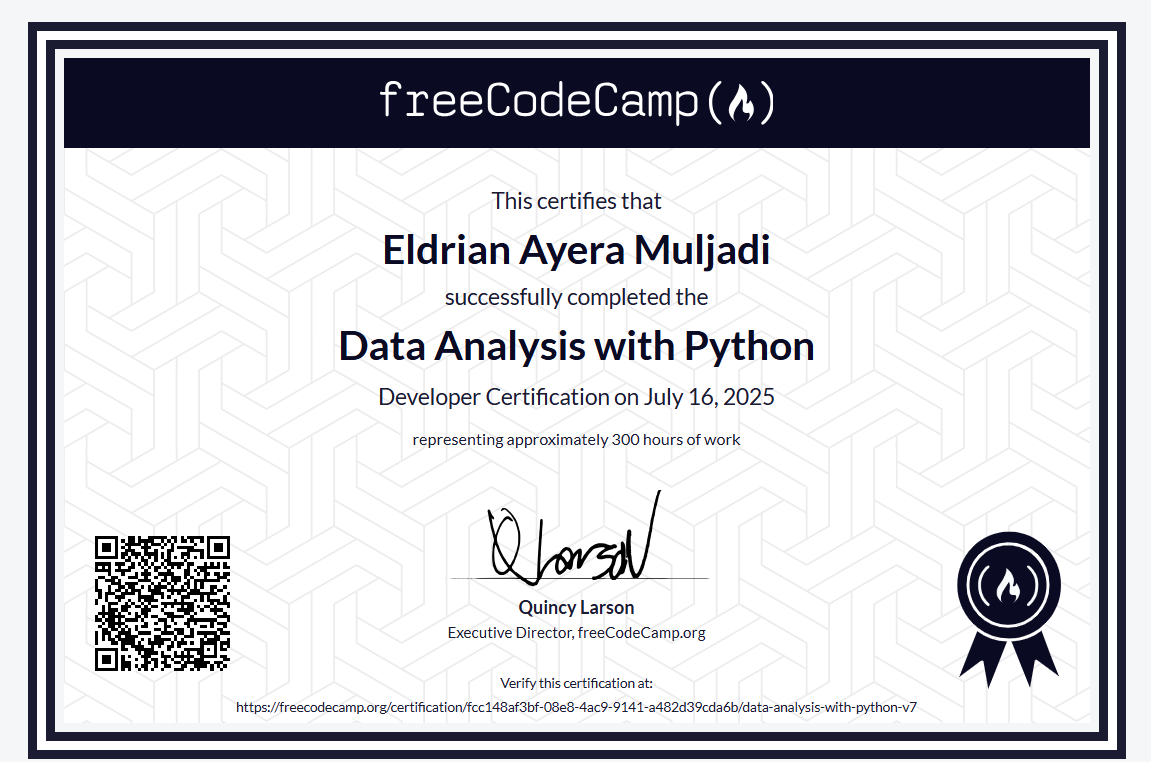 freeCodeCamp(🔥)
This certifies that
Eldrian Ayera Muljadi
successfully completed the
Data Analysis with Python
Developer Certification on July 16, 2025
representing approximately 300 hours of work
Quincy Larson
Executive Director, freeCodeCamp.org
Verify this certification at:
https://freecodecamp.org/certification/fcc148af3bf-08e8-4ac9-9141-a482d39cda6b/data-analysis-with-python-v7